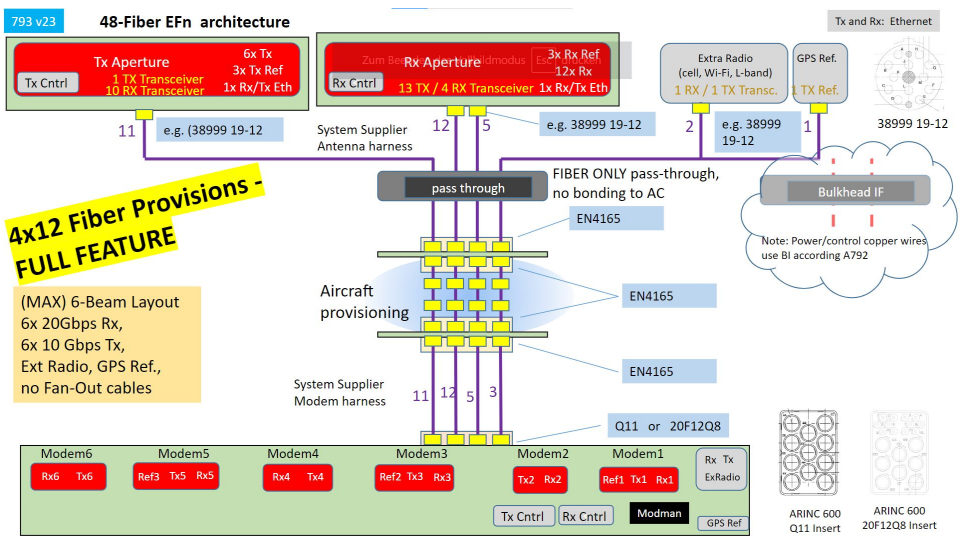 793 v23
48-Fiber EFn architecture
Tx and Rx: Ethernet
Tx Aperture
1 TX Transceiver
10 RX Transceiver
Tx Cntrl
6x Tx
3x Tx Ref
1x Rx/Tx Eth
Zum Beenden des Vollbildmodus Esc drücken
Rx Aperture
Rx Cntrl
13 TX / 4 RX Transceiver
3x Rx Ref
12x Rx
1x Rx/Tx Eth
Extra Radio
(cell, Wi-Fi, L-band)
1 RX / 1 TX Transc.
GPS Ref.
1 TX Ref.
38999 19-12
11
e.g. (38999 19-12
System Supplier
Antenna harness
12
5
e.g. 38999 19-12
2
e.g. 38999
19-12
1
pass through
FIBER ONLY pass-through,
no bonding to AC
Bulkhead IF
Note: Power/control copper wires
use BI according A792
4x12 Fiber Provisions -
FULL FEATURE
EN4165
(MAX) 6-Beam Layout
6x 20Gbps Rx,
6x 10 Gbps Tx,
Ext Radio, GPS Ref.,
no Fan-Out cables
Aircraft
provisioning
EN4165
EN4165
System Supplier
Modem harness
11
12
5
3
Q11 or 20F12Q8
Modem6
Rx6 Tx6
Modem5
Ref3 Tx5 Rx5
Modem4
Rx4 Tx4
Modem3
Ref2 Tx3 Rx3
Modem2
Tx2 Rx2
Modem1
Ref1 Tx1 Rx1
Rx Tx
ExRadio
Tx Cntrl
Rx Cntrl
Modman
GPS Ref
ARINC 600
Q11 Insert
ARINC 600
20F12Q8 Insert